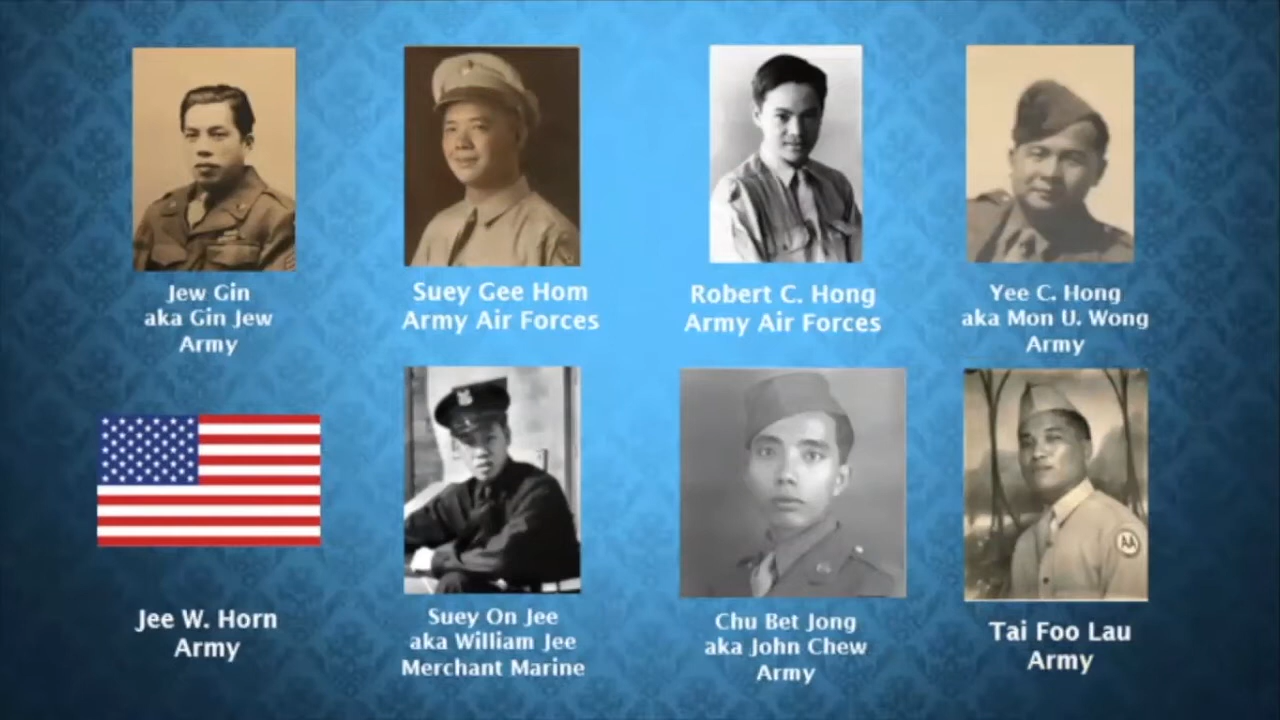 Jew Gin
aka Gin Jew
Army
Suey Gee Hom
Army Air Forces
Robert C. Hong
Army Air Forces
Yee C. Hong
aka Mon U. Wong
Army
Jee W. Horn
Army
Suey On Jee
aka William Jee
Merchant Marine
Chu Bet Jong
aka John Chew
Army
AA
Tai Foo Lau
Army